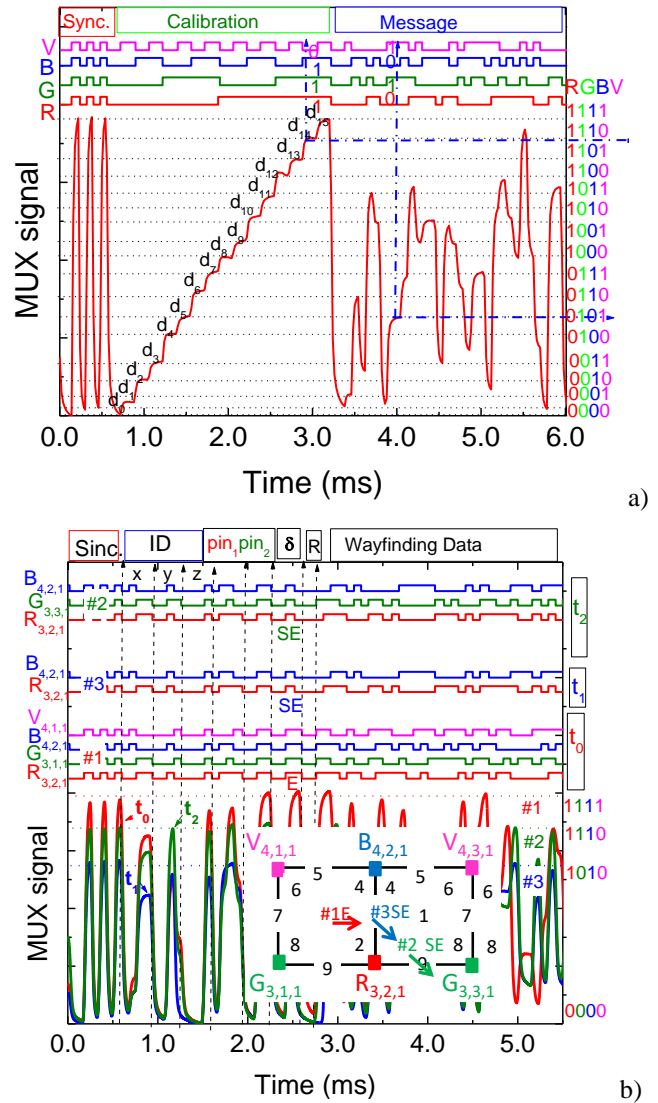 Sync. Calibration Message
V
B
G
R
0 1 1 1
1 0 1 0
RGBV
1111
1110
1101
1011
1010
1001
1000
0111
0110
0101
0011
0010
0001
0000
d0 d1 d2 d3 d4 d5 d6 d7 d8 d9 d10 d11 d12 d13 d14 d15
MUX signal
0.0 1.0 2.0 3.0 4.0 5.0 6.0
Time (ms)
a)
Sinc. ID pin1 pin2 δ R Wayfinding Data
x y z
B4,2,1
G3,3,1 #2
R3,2,1
SE
t2
B4,2,1
R3,2,1 #3
SE
t1
V4,1,1
B4,2,1
G3,1,1 #1
R3,2,1
E
t0
t0
t2
t1
#1
#2
#3
1111
1110
1010
0000
V4,1,1 B4,2,1 V4,3,1
5 5
6 4 4 6 6
7 #1E #3SE 1 7
8 2 #2 SE 8 8
9 9
G3,1,1 R3,2,1 G3,3,1
MUX signal
0.0 1.0 2.0 3.0 4.0 5.0
Time (ms)
b)